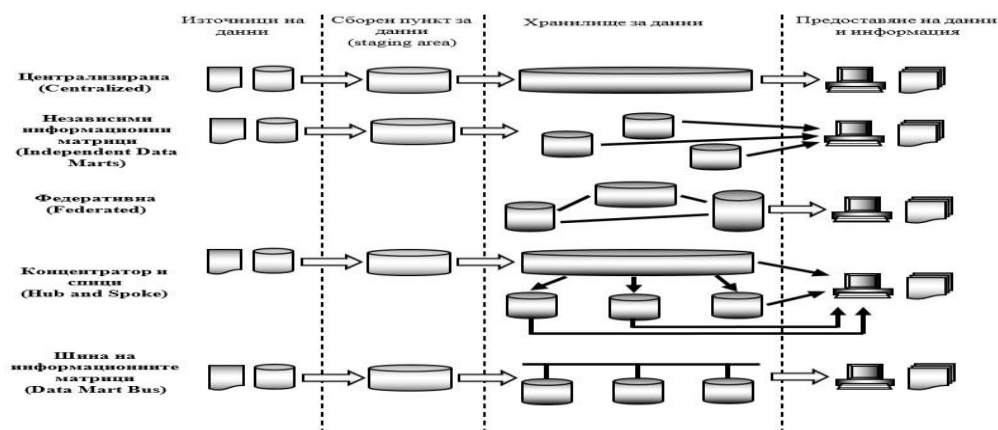 Източници на
данни
Сборен пункт за
данни
(staging area)
Хранилище за данни
Предоставяне на данни
и информация
Централизирана
(Centralized)
Независими
информационни
матрици
(Independent Data
Marts)
Федеративна
(Federated)
Концентратор и
спици
(Hub and Spoke)
Шина на
информационните
матрици
(Data Mart Bus)